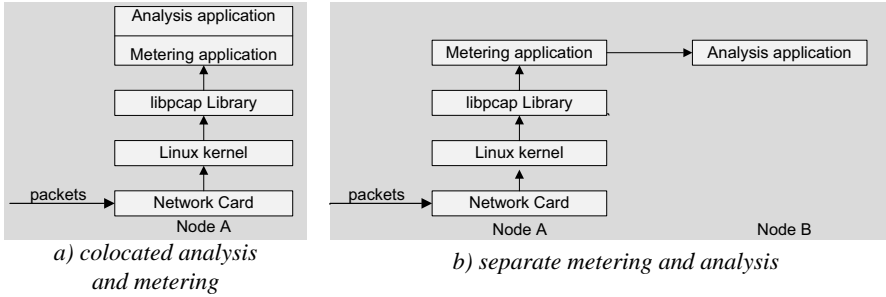 Analysis application
Metering application
libpcap Library
Linux kernel
packets
Network Card
Node A
a) colocated analysis
and metering
Metering application
Analysis application
libpcap Library
Linux kernel
packets
Network Card
Node A
Node B
b) separate metering and analysis